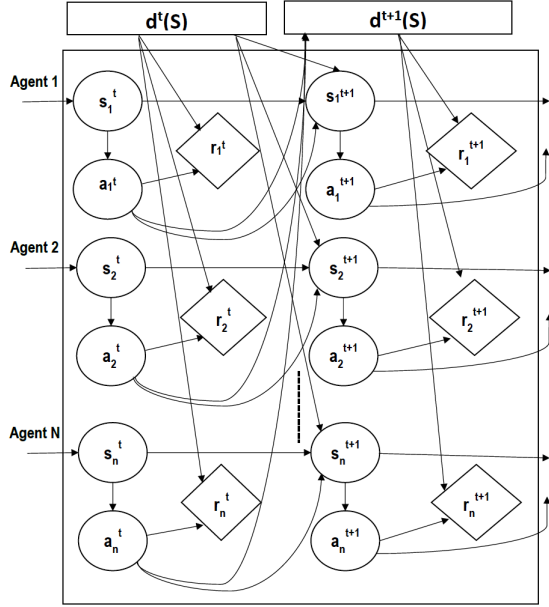 d^t(S) d^{t+1}(S)
Agent 1
s_1^t s_1^{t+1}
r_1^t r_1^{t+1}
a_1^t a_1^{t+1}
Agent 2
s_2^t s_2^{t+1}
r_2^t r_2^{t+1}
a_2^t a_2^{t+1}
Agent N
s_n^t s_n^{t+1}
r_n^t r_n^{t+1}
a_n^t a_n^{t+1}